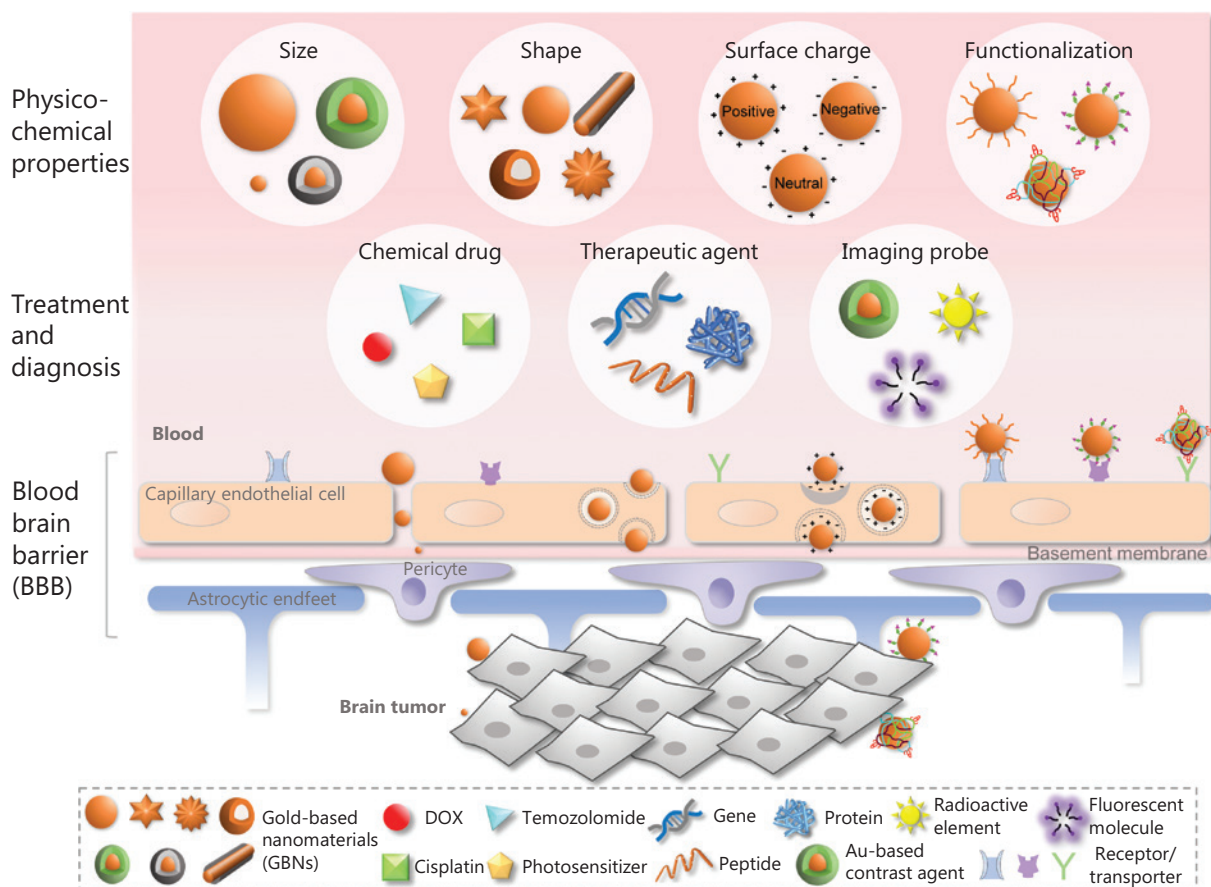 Physico-
chemical
properties
Size
Shape
Surface charge
Functionalization
Positive
Negative
Neutral
Treatment
and
diagnosis
Chemical drug
Therapeutic agent
Imaging probe
Blood
Blood
brain
barrier
(BBB)
Capillary endothelial cell
Basement membrane
Pericyte
Astrocytic endfeet
Brain tumor
Gold-based
nanomaterials
(GBNs)
DOX
Temozolomide
Gene
Protein
Radioactive
element
Fluorescent
molecule
Cisplatin
Photosensitizer
Peptide
Au-based
contrast agent
Receptor/
transporter